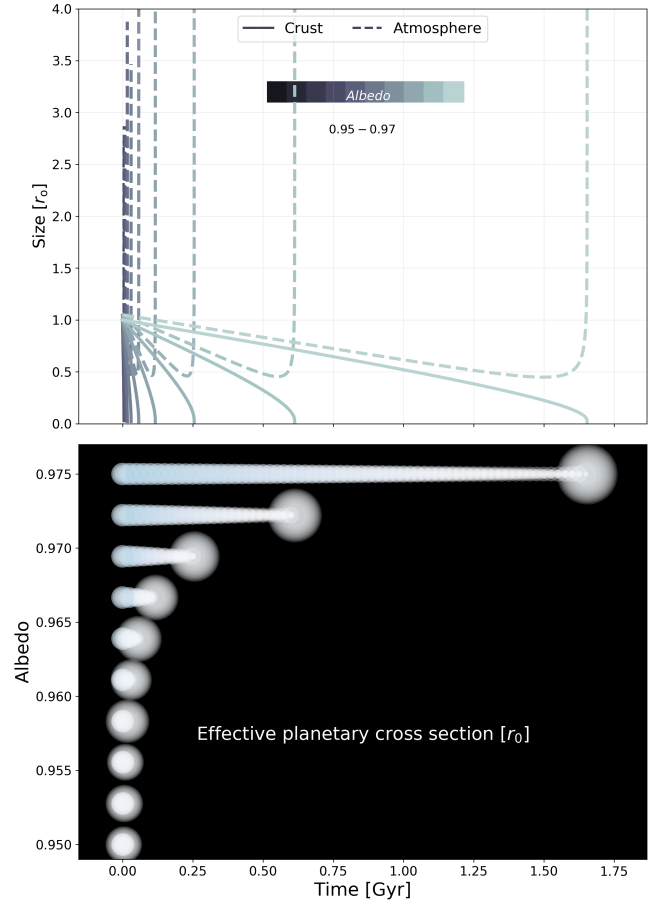 4.0
3.5
3.0
2.5
2.0
1.5
1.0
0.5
0.0
Size [r₀]
Crust Atmosphere
Albedo
0.95 − 0.97
0.975
0.970
0.965
0.960
0.955
0.950
Albedo
Effective planetary cross section [r₀]
0.00 0.25 0.50 0.75 1.00 1.25 1.50 1.75
Time [Gyr]